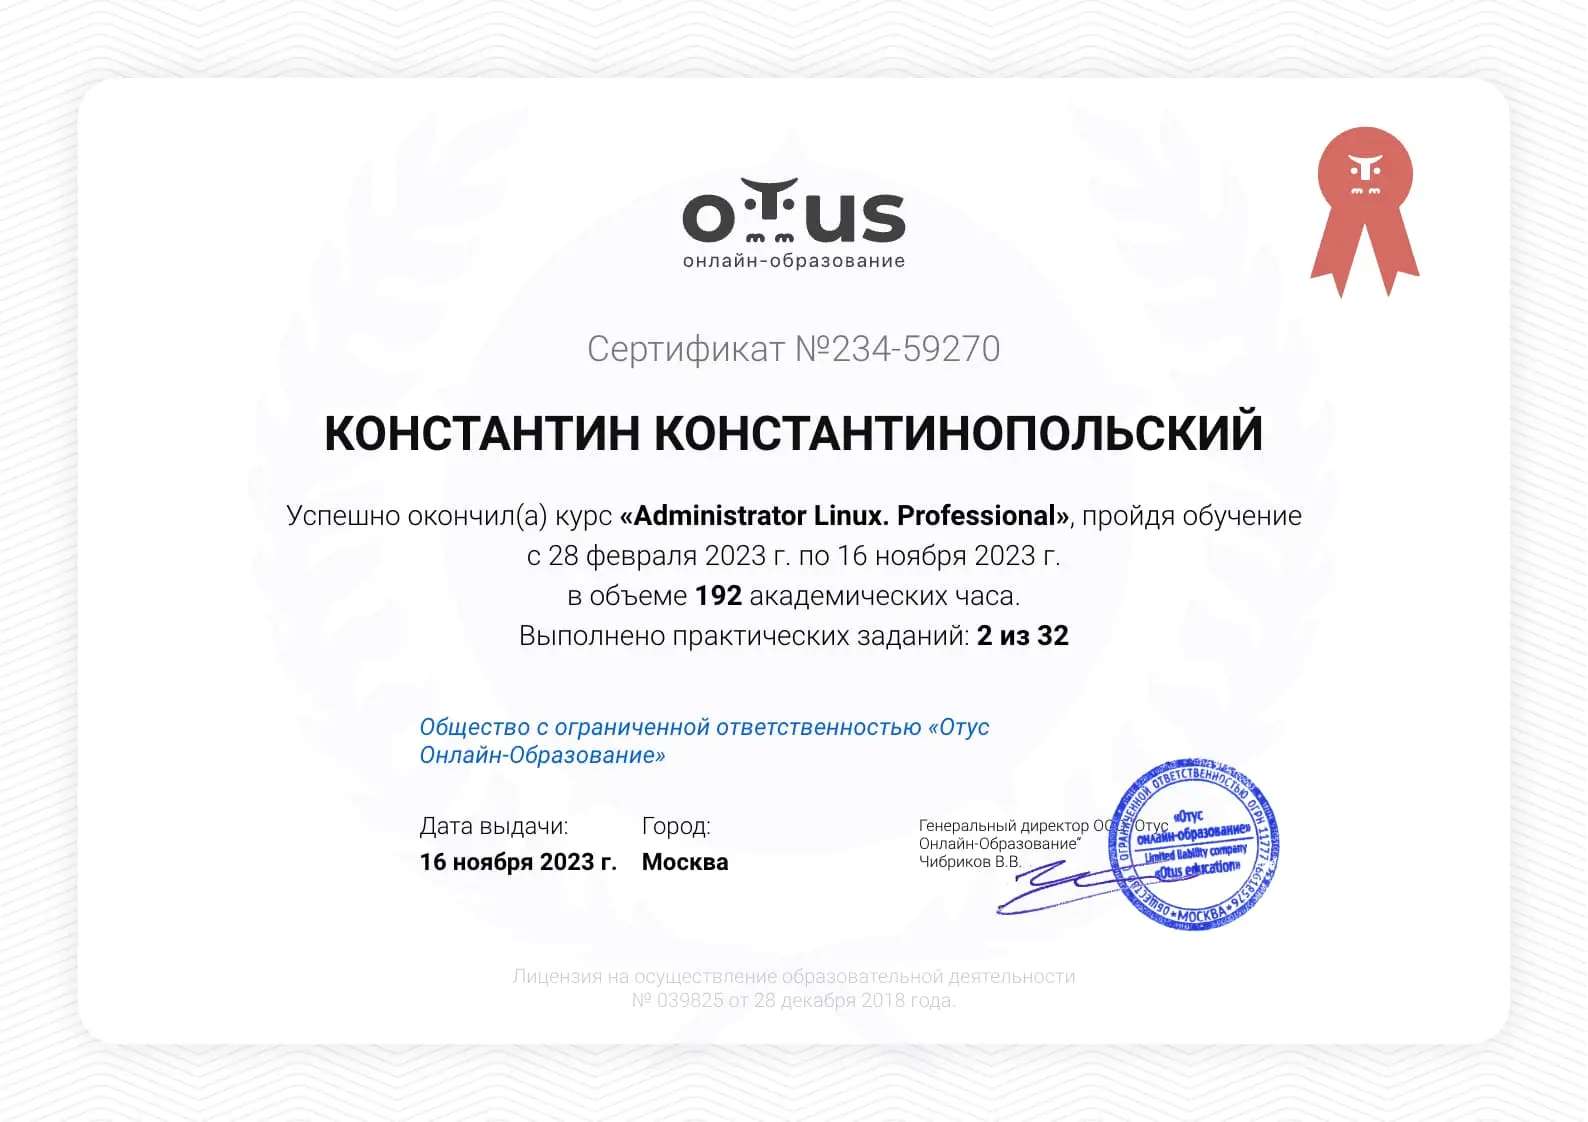 отus
онлайн-образование
Сертификат №234-59270
КОНСТАНТИН КОНСТАНТИНОПОЛЬСКИЙ
Успешно окончил(а) курс «Administrator Linux. Professional», пройдя обучение
с 28 февраля 2023 г. по 16 ноября 2023 г.
в объеме 192 академических часа.
Выполнено практических заданий: 2 из 32
Общество с ограниченной ответственностью «Отус
Онлайн-Образование»
Дата выдачи:
Город:
16 ноября 2023 г.
Москва
Генеральный директор ООО "Отус
Онлайн-Образование"
Чибриков В.В.
ОБЩЕСТВО С ОГРАНИЧЕННОЙ ОТВЕТСТВЕННОСТЬЮ ОГРН
* МОСКВА *
«Отус
онлайн-образование»
Limited liability company
«Otus education»
Лицензия на осуществление образовательной деятельности
№ 039825 от 28 декабря 2018 года.